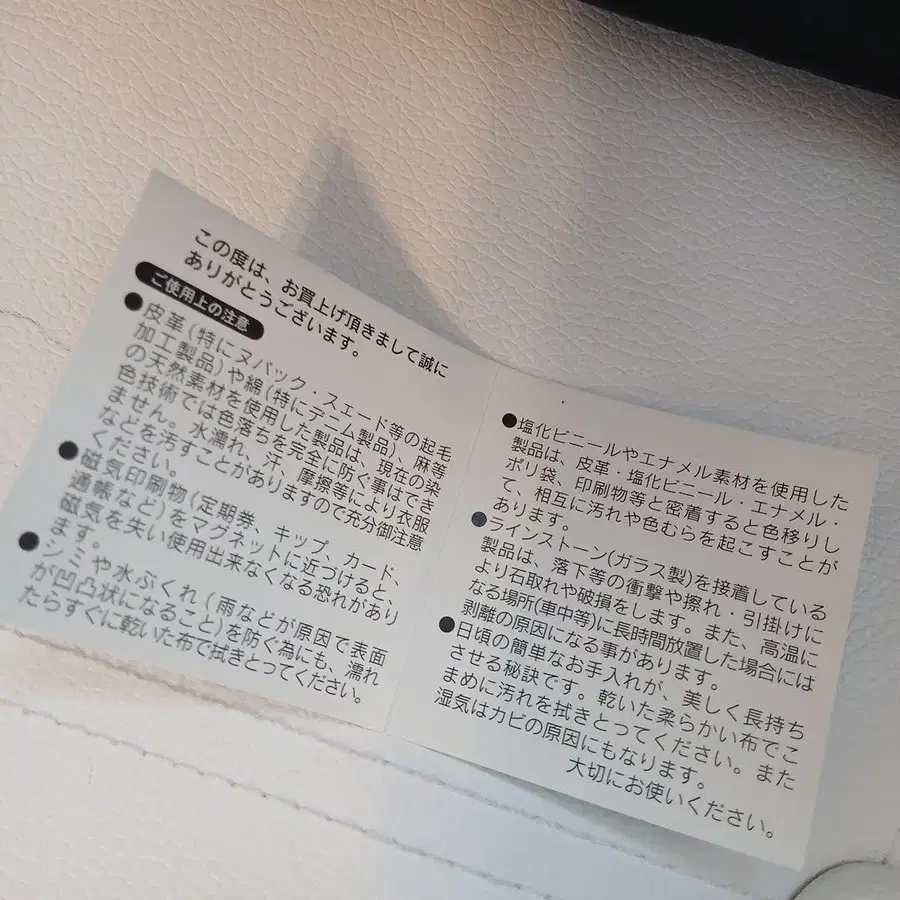 この度は、お買上げ頂きまして誠に
ありがとうございます。
ご使用上の注意
●皮革(特にヌバック・スエード等の起毛
加工製品)や綿(特にデニム製品)、麻等
の天然素材を使用した製品は、現在の染
色技術では色落ちを完全に防ぐ事はでき
ません。水濡れ、汗、摩擦等により衣服
などを汚すことがありますので充分御注意
ください。
●磁気印刷物(定期券、キップ、カード、
通帳など)をマグネットに近づけると、
磁気を失い使用出来なくなる恐れがあり
ます。
●シミや水ぶくれ(雨などが原因で表面
が凹凸状になること)を防ぐ為にも、濡れ
たらすぐに乾いた布で拭きとってください。
●塩化ビニールやエナメル素材を使用した
製品は、皮革・塩化ビニール・エナメル・
ポリ袋、印刷物等と密着すると色移りし
て、相互に汚れや色むらを起こすことが
あります。
●ラインストーン(ガラス製)を接着している
製品は、落下等の衝撃や擦れ・引掛けに
より石取れや破損をします。また、高温に
なる場所(車中等)に長時間放置した場合には
剥離の原因になる事があります。
●日頃の簡単なお手入れが、美しく長持ち
させる秘訣です。乾いた柔らかい布でこ
まめに汚れを拭きとってください。また
湿気はカビの原因にもなります。
大切にお使いください。